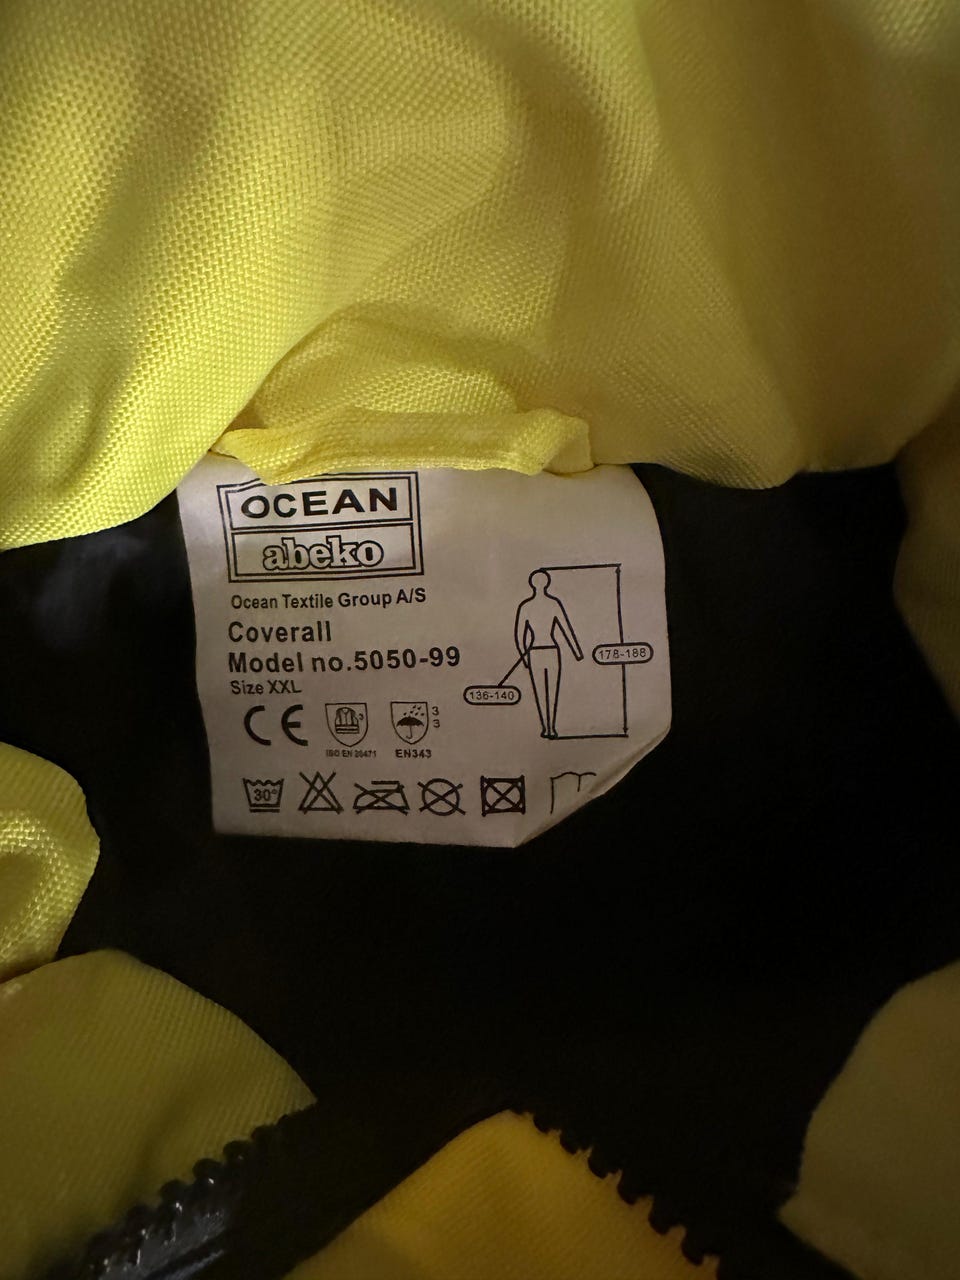 OCEAN
abeko
Ocean Textile Group A/S
Coverall
Model no.5050-99
Size XXL
178-188
136-140
CE
3
3
3
ISO EN 20471
EN343
30°